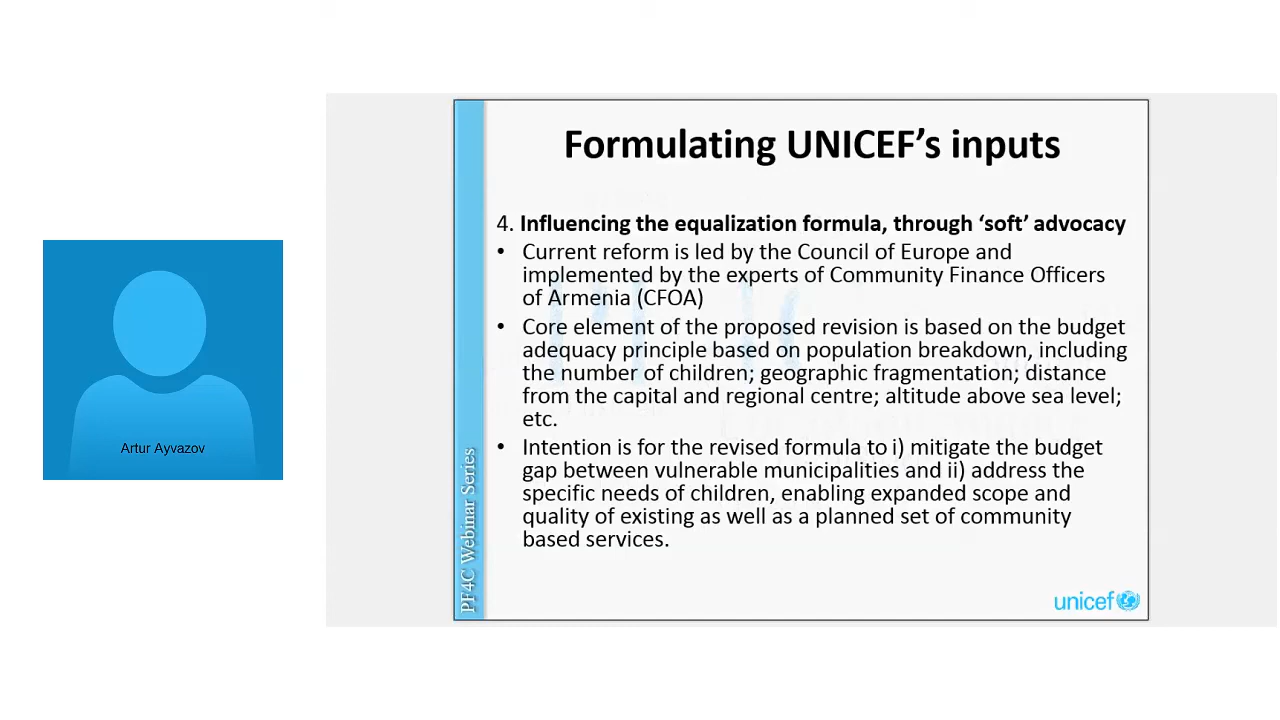 Formulating UNICEF's inputs
4. Influencing the equalization formula, through ‘soft’ advocacy
• Current reform is led by the Council of Europe and
implemented by the experts of Community Finance Officers
of Armenia (CFOA)
• Core element of the proposed revision is based on the budget
adequacy principle based on population breakdown, including
the number of children; geographic fragmentation; distance
from the capital and regional centre; altitude above sea level;
etc.
• Intention is for the revised formula to i) mitigate the budget
gap between vulnerable municipalities and ii) address the
specific needs of children, enabling expanded scope and
quality of existing as well as a planned set of community
based services.
PF4C Webinar Series
unicef
Artur Ayvazov